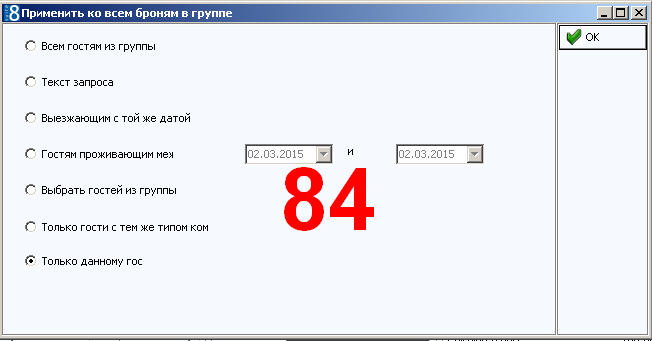 Применить ко всем броням в группе
OK
Всем гостям из группы
Текст запроса
Выезжающим с той же датой
Гостям проживающим меж 02.03.2015 и 02.03.2015
84
Выбрать гостей из группы
Только гости с тем же типом ком
Только данному гос